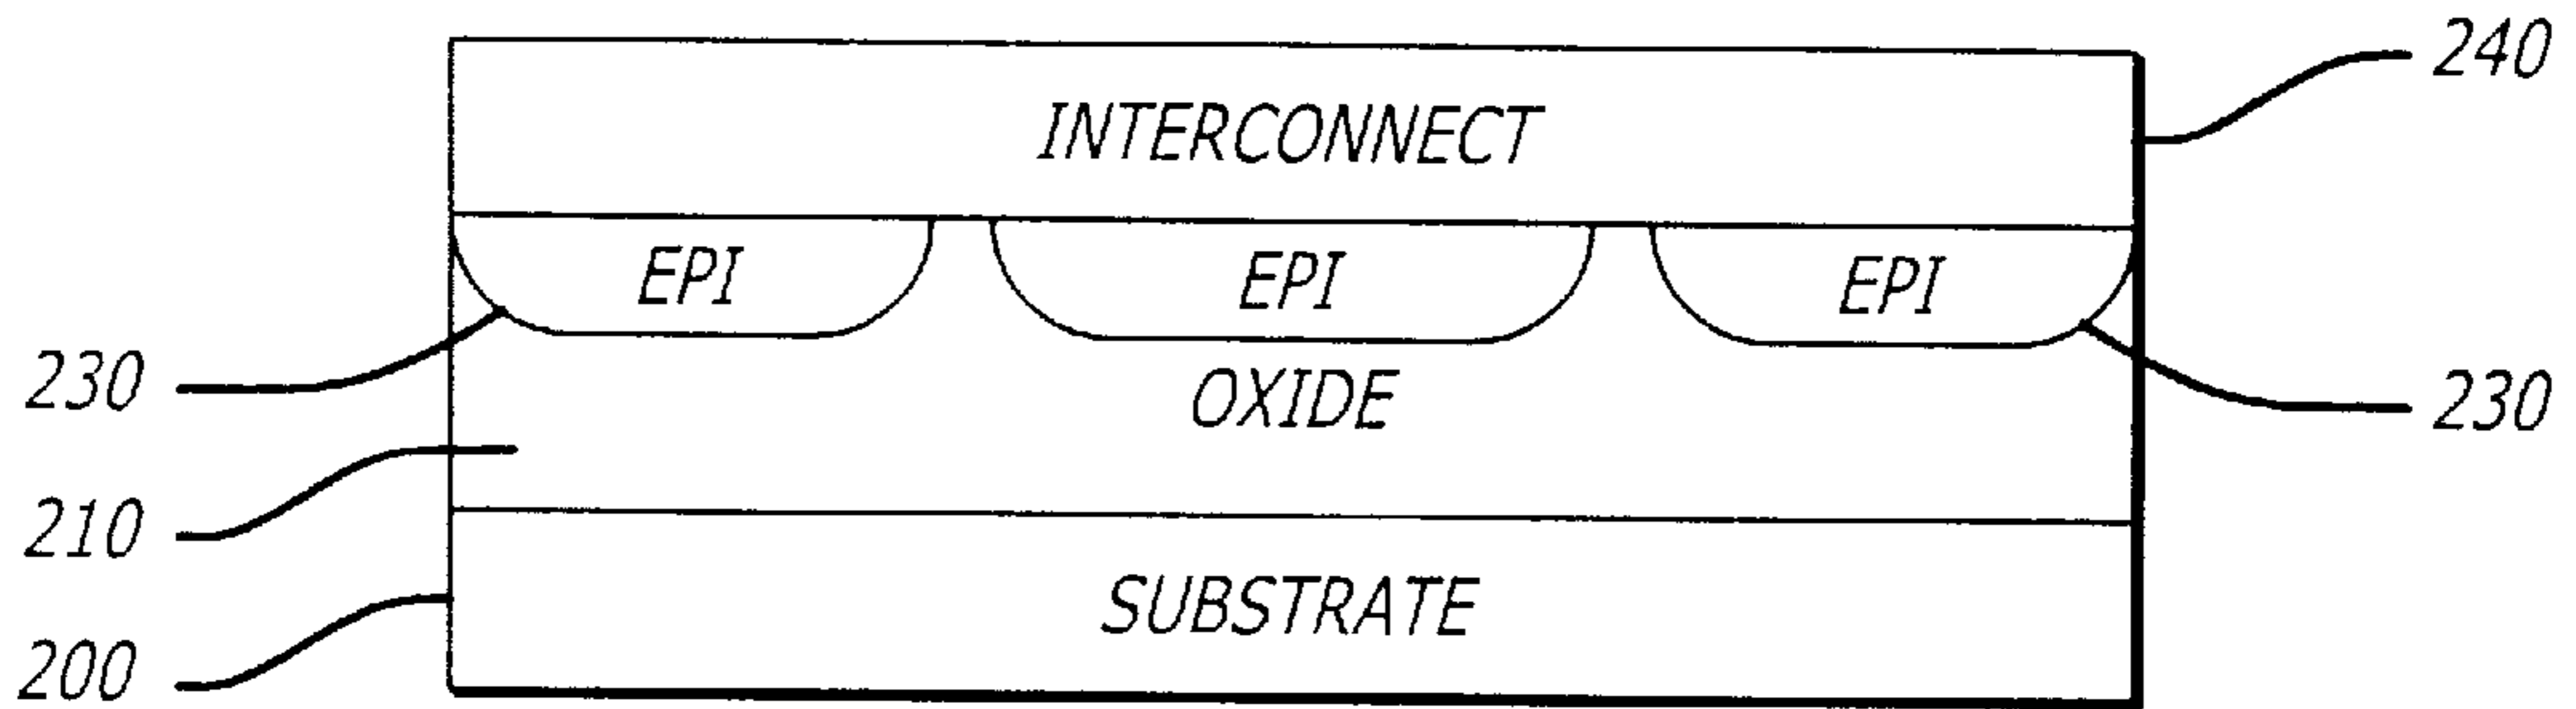 240
INTERCONNECT
EPI EPI EPI
230 OXIDE 230
210
SUBSTRATE
200